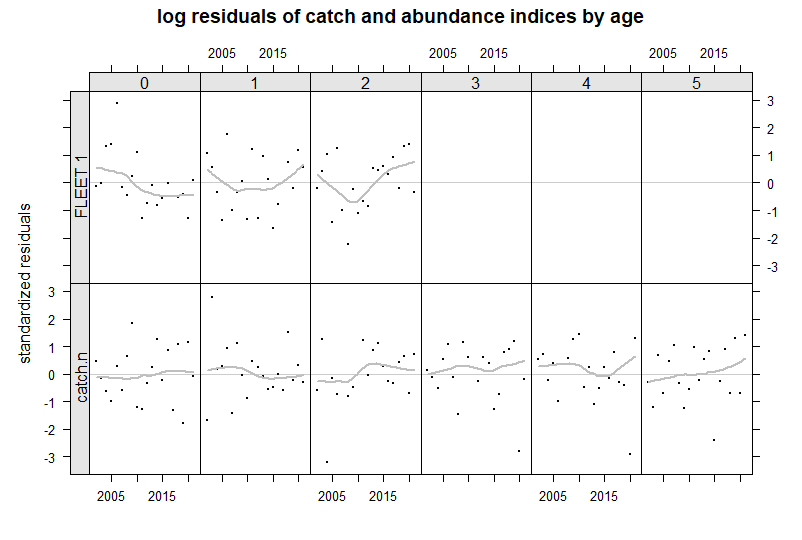 log residuals of catch and abundance indices by age
2005 2015 2005 2015 2005 2015
0 1 2 3 4 5
FLEET 1
3
2
1
0
-1
-2
-3
standardized residuals
catch.n
3
2
1
0
-1
-2
-3
2005 2015 2005 2015 2005 2015